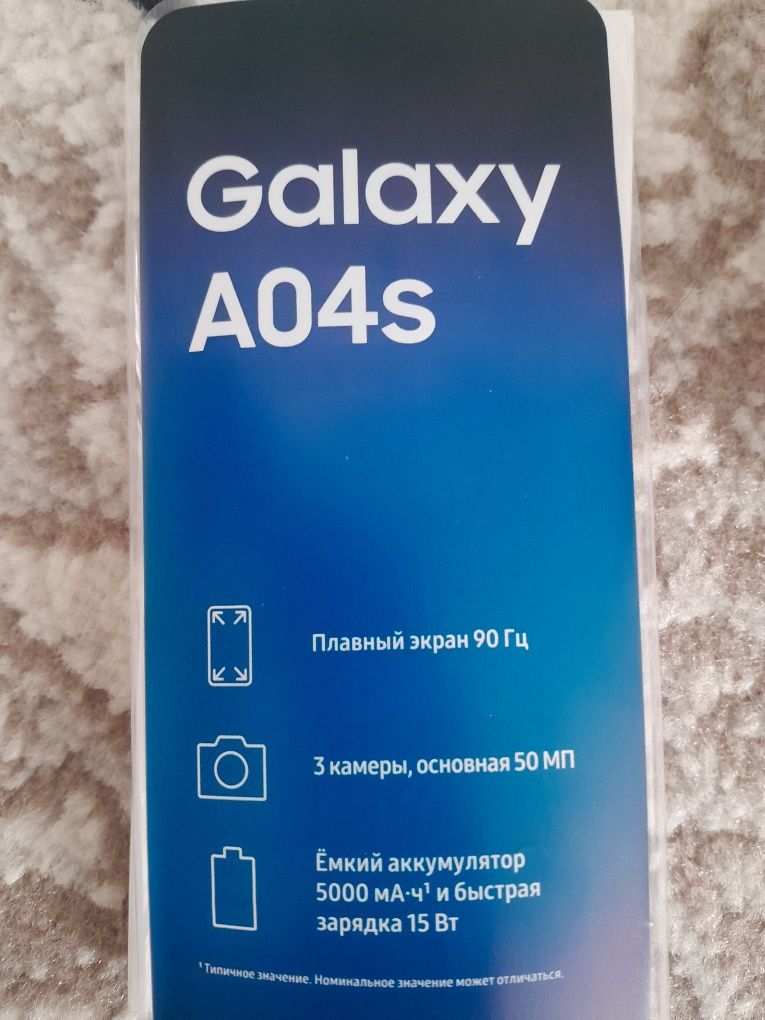 Galaxy
A04s
Плавный экран 90 Гц
3 камеры, основная 50 МП
Ёмкий аккумулятор
5000 мА·ч¹ и быстрая
зарядка 15 Вт
¹ Типичное значение. Номинальное значение может отличаться.